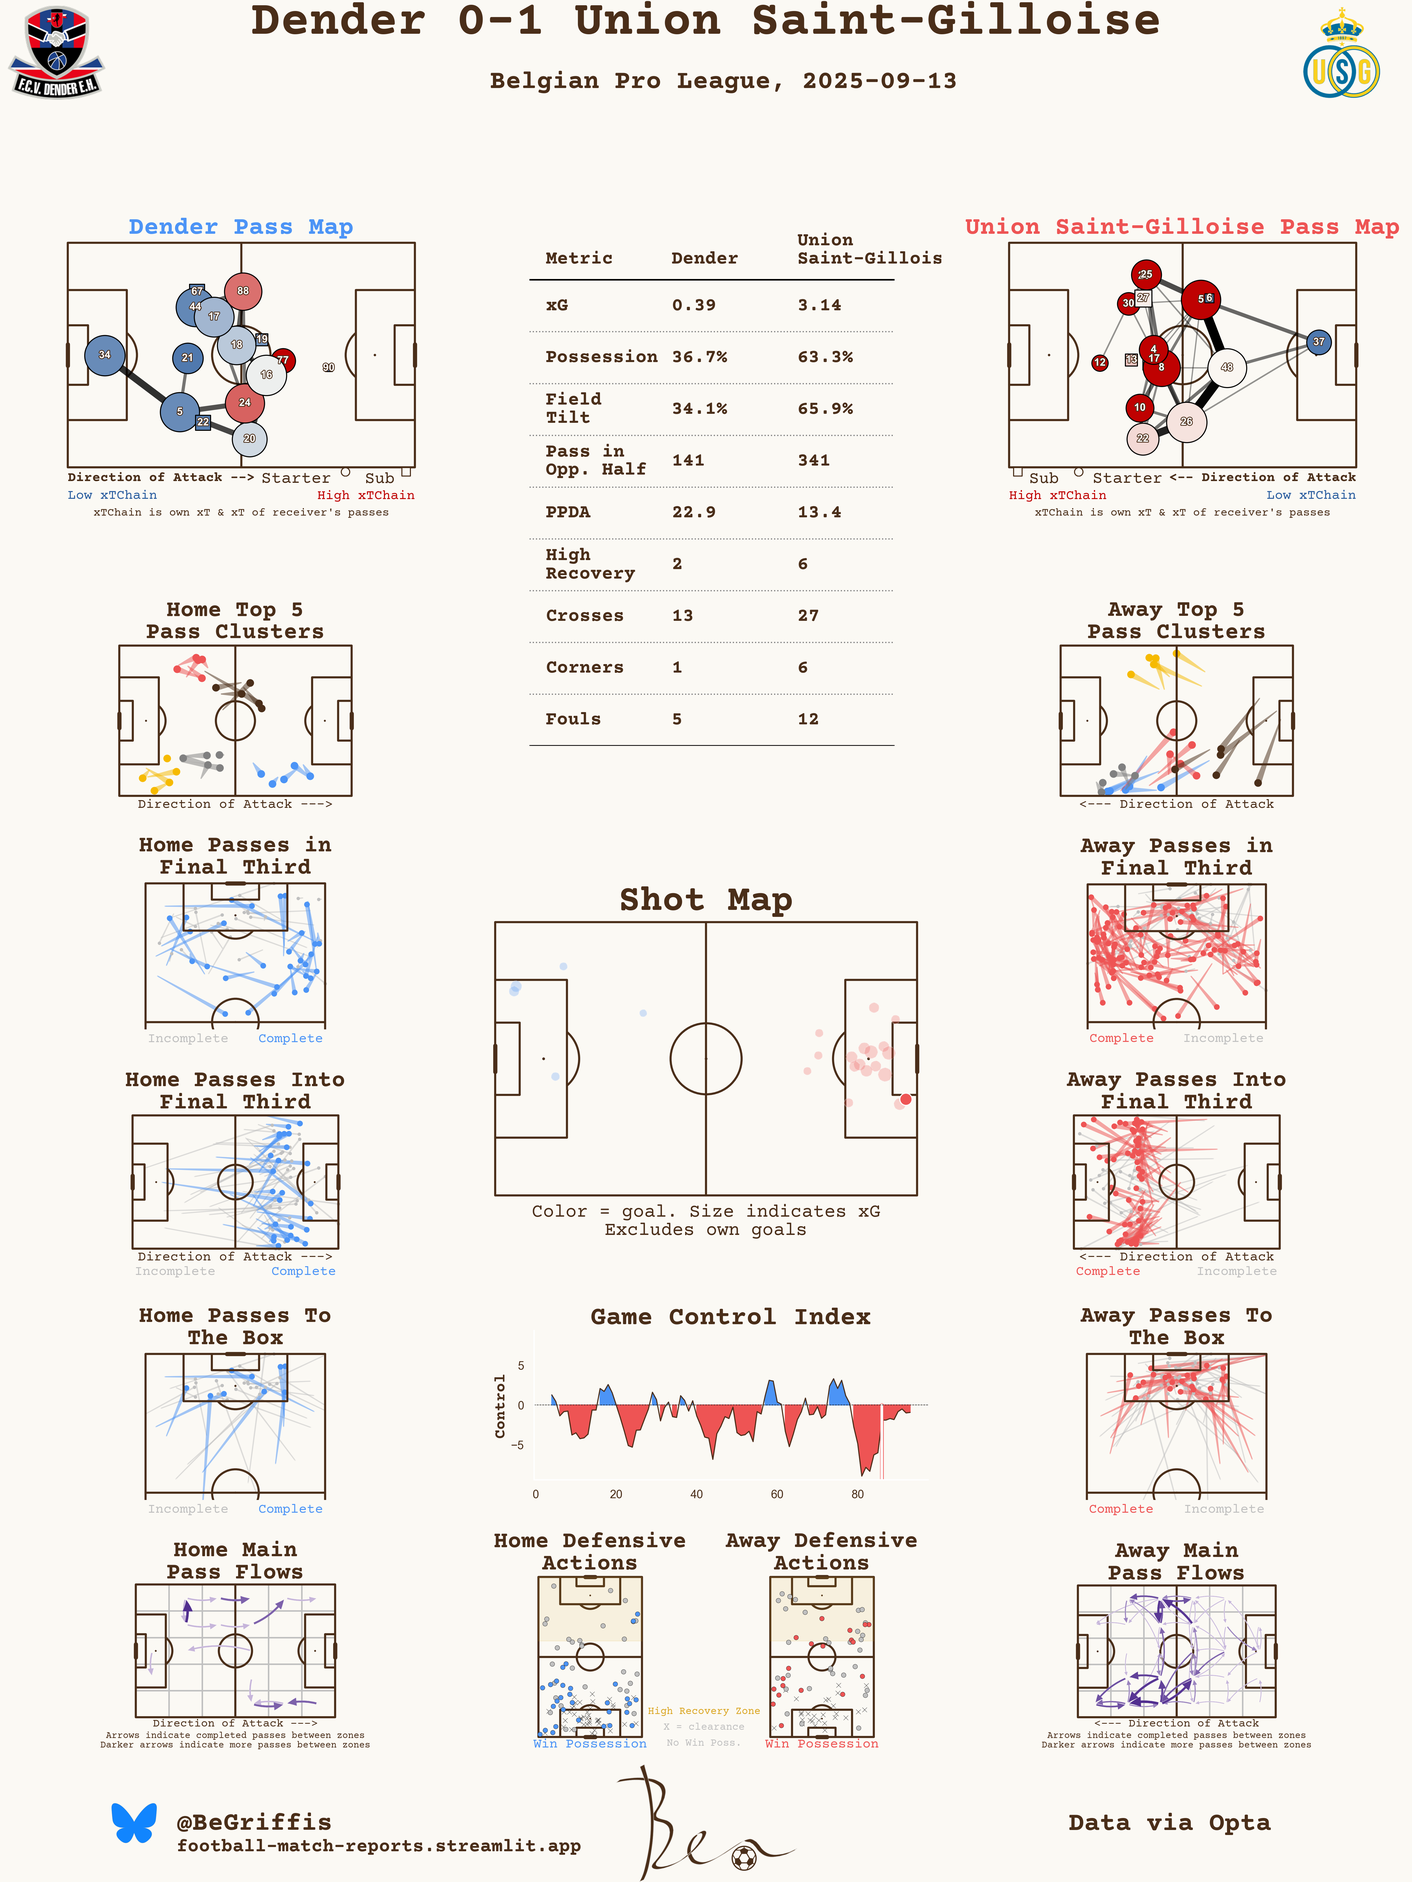 Dender 0-1 Union Saint-Gilloise
Belgian Pro League, 2025-09-13
F.C.V. DENDER E.H.
1897
USG
Dender Pass Map
67
44
88
17
18
19
34
21
77
16
90
24
5
22
20
Direction of Attack --> Starter Sub
Low xTChain High xTChain
xTChain is own xT & xT of receiver's passes
Metric Dender Union Saint-Gillois
xG 0.39 3.14
Possession 36.7% 63.3%
Field Tilt 34.1% 65.9%
Pass in Opp. Half 141 341
PPDA 22.9 13.4
High Recovery 2 6
Crosses 13 27
Corners 1 6
Fouls 5 12
Union Saint-Gilloise Pass Map
25
30
27
5
6
4
37
12
13
17
8
48
10
26
22
Sub Starter <-- Direction of Attack
High xTChain Low xTChain
xTChain is own xT & xT of receiver's passes
Home Top 5
Pass Clusters
Direction of Attack --->
Away Top 5
Pass Clusters
<--- Direction of Attack
Home Passes in
Final Third
Incomplete Complete
Shot Map
Color = goal. Size indicates xG
Excludes own goals
Away Passes in
Final Third
Complete Incomplete
Home Passes Into
Final Third
Direction of Attack --->
Incomplete Complete
Away Passes Into
Final Third
<--- Direction of Attack
Complete Incomplete
Home Passes To
The Box
Incomplete Complete
Game Control Index
Control
5
0
−5
0 20 40 60 80
Away Passes To
The Box
Complete Incomplete
Home Main
Pass Flows
Direction of Attack --->
Arrows indicate completed passes between zones
Darker arrows indicate more passes between zones
Home Defensive
Actions
Win Possession
High Recovery Zone
X = clearance
No Win Poss.
Away Defensive
Actions
Win Possession
Away Main
Pass Flows
<--- Direction of Attack
Arrows indicate completed passes between zones
Darker arrows indicate more passes between zones
@BeGriffis
football-match-reports.streamlit.app
Ben
Data via Opta